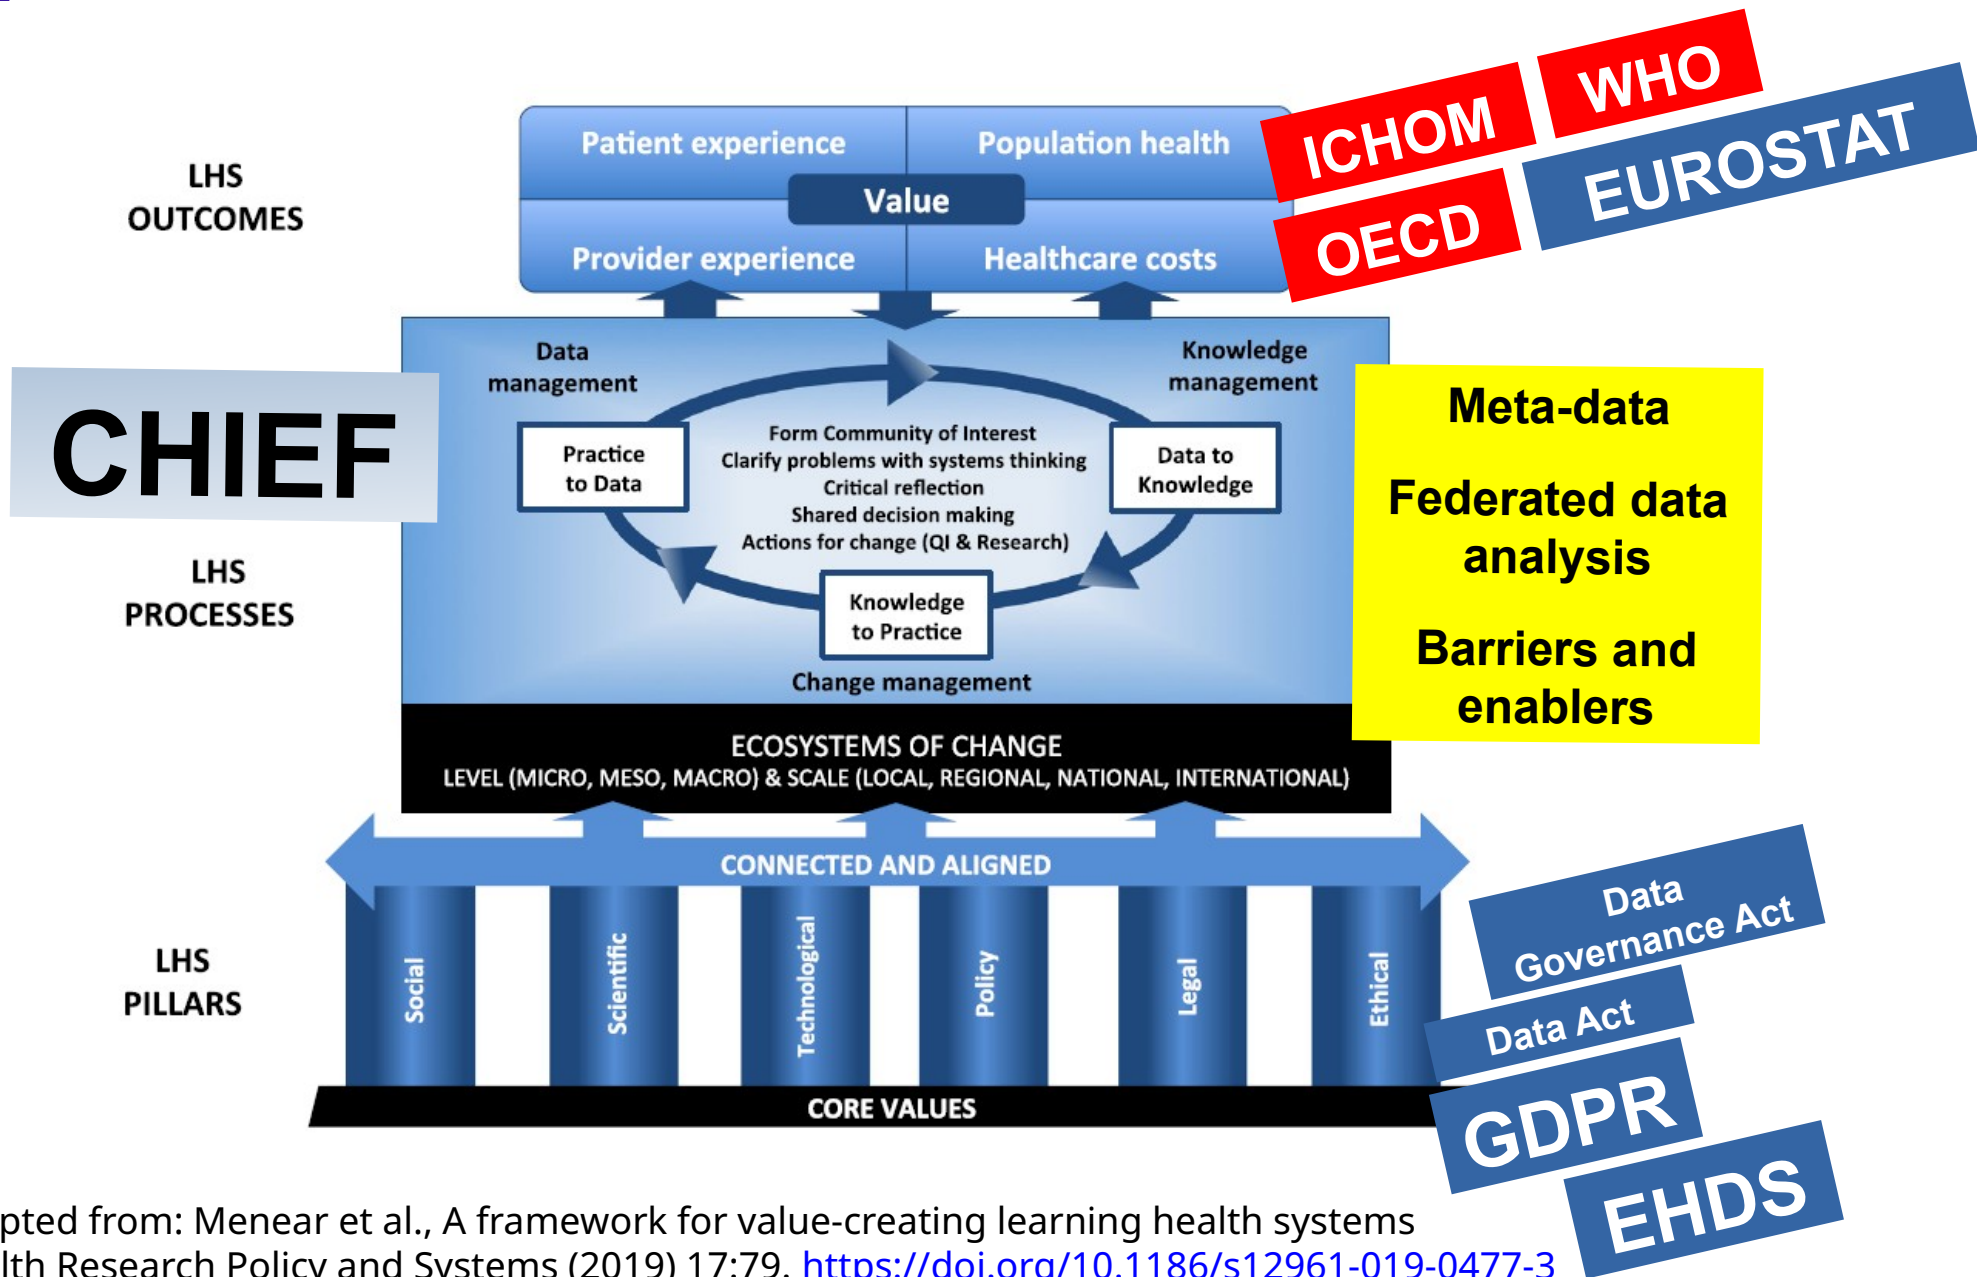 LHS
OUTCOMES
Patient experience
Population health
Value
Provider experience
Healthcare costs
ICHOM
WHO
OECD
EUROSTAT
CHIEF
LHS
PROCESSES
Data
management
Knowledge
management
Practice
to Data
Form Community of Interest
Clarify problems with systems thinking
Critical reflection
Shared decision making
Actions for change (QI & Research)
Data to
Knowledge
Knowledge
to Practice
Change management
Meta-data
Federated data
analysis
Barriers and
enablers
ECOSYSTEMS OF CHANGE
LEVEL (MICRO, MESO, MACRO) & SCALE (LOCAL, REGIONAL, NATIONAL, INTERNATIONAL)
CONNECTED AND ALIGNED
LHS
PILLARS
Social
Scientific
Technological
Policy
Legal
Ethical
CORE VALUES
Data
Governance Act
Data Act
GDPR
EHDS
pted from: Menear et al., A framework for value-creating learning health systems
lth Research Policy and Systems (2019) 17:79. https://doi.org/10.1186/s12961-019-0477-3